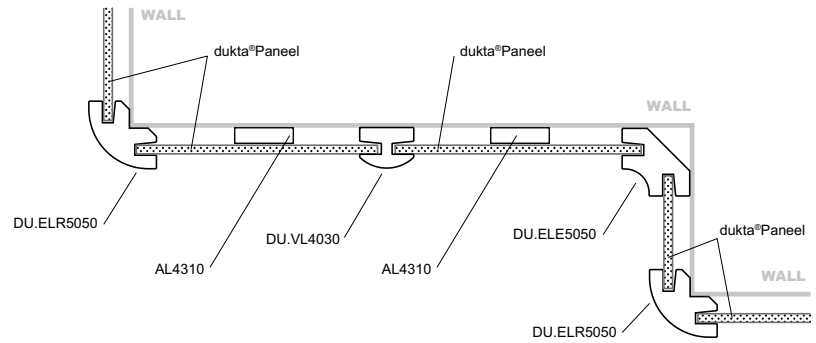 WALL
dukta®Paneel
dukta®Paneel
WALL
DU.ELR5050
DU.VL4030
DU.ELE5050
dukta®Paneel
AL4310
AL4310
WALL
DU.ELR5050